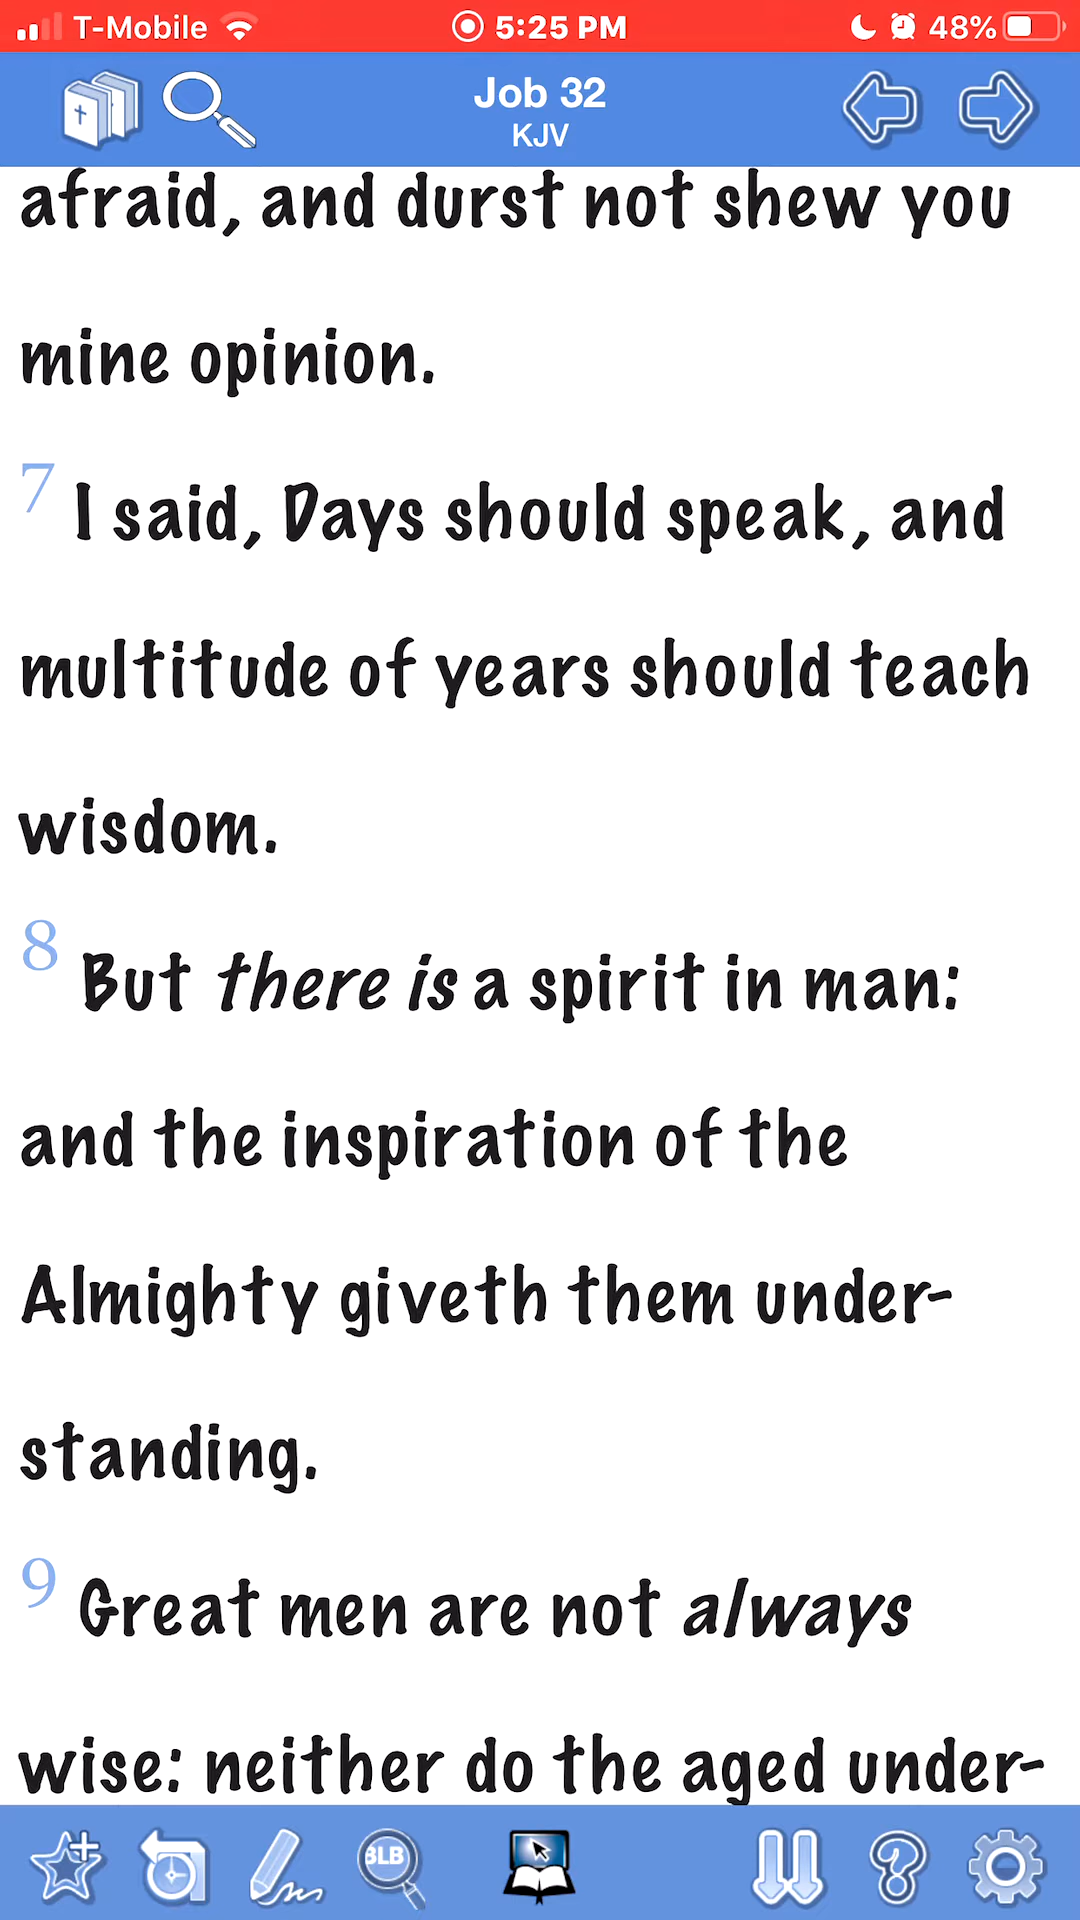 T-Mobile 5:25 PM 48%
Job 32
KJV
afraid, and durst not shew you
mine opinion.
7 I said, Days should speak, and
multitude of years should teach
wisdom.
8 But there is a spirit in man:
and the inspiration of the
Almighty giveth them under-
standing.
9 Great men are not always
wise: neither do the aged under-
BLB